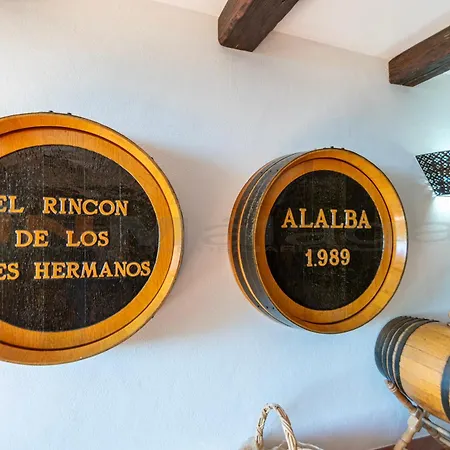 EL RINCON
DE LOS
ES HERMANOS
ALALBA
1.989